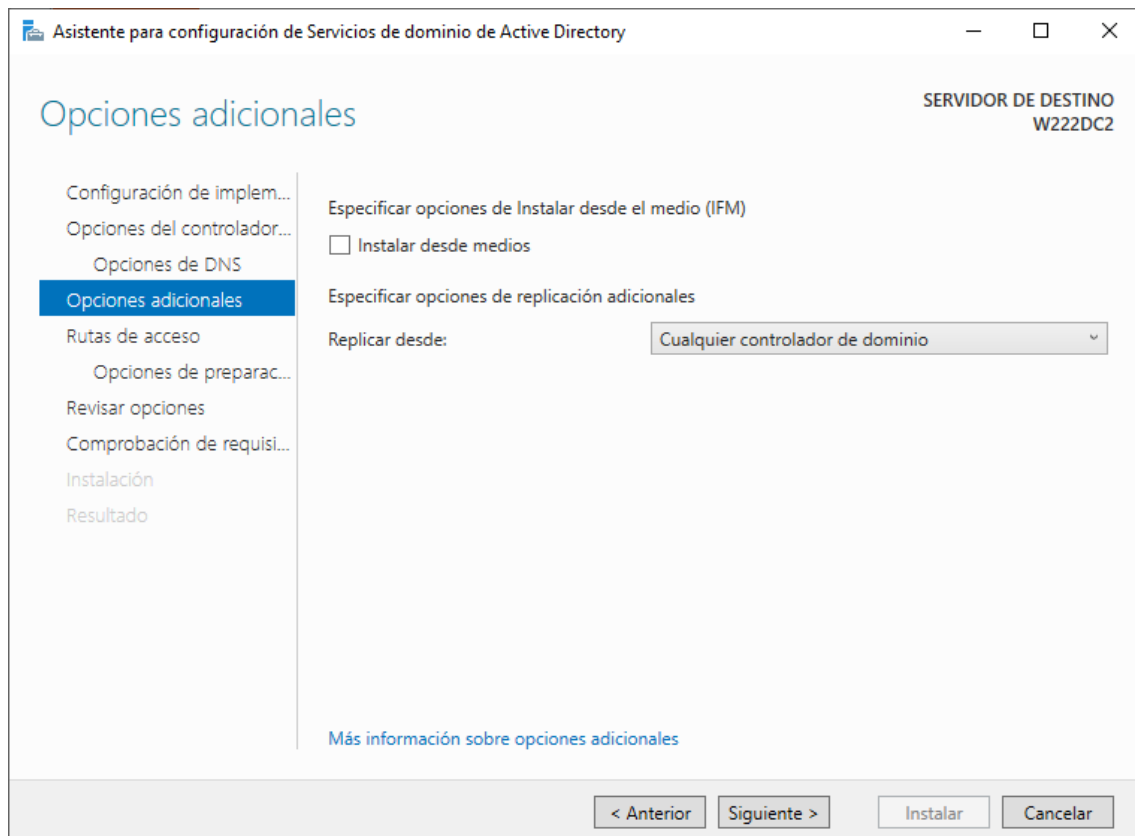 Asistente para configuración de Servicios de dominio de Active Directory
Opciones adicionales
SERVIDOR DE DESTINO
W222DC2
Configuración de implem...
Opciones del controlador...
Opciones de DNS
Opciones adicionales
Rutas de acceso
Opciones de preparac...
Revisar opciones
Comprobación de requisi...
Instalación
Resultado
Especificar opciones de Instalar desde el medio (IFM)
Instalar desde medios
Especificar opciones de replicación adicionales
Replicar desde:
Cualquier controlador de dominio
Más información sobre opciones adicionales
< Anterior
Siguiente >
Instalar
Cancelar